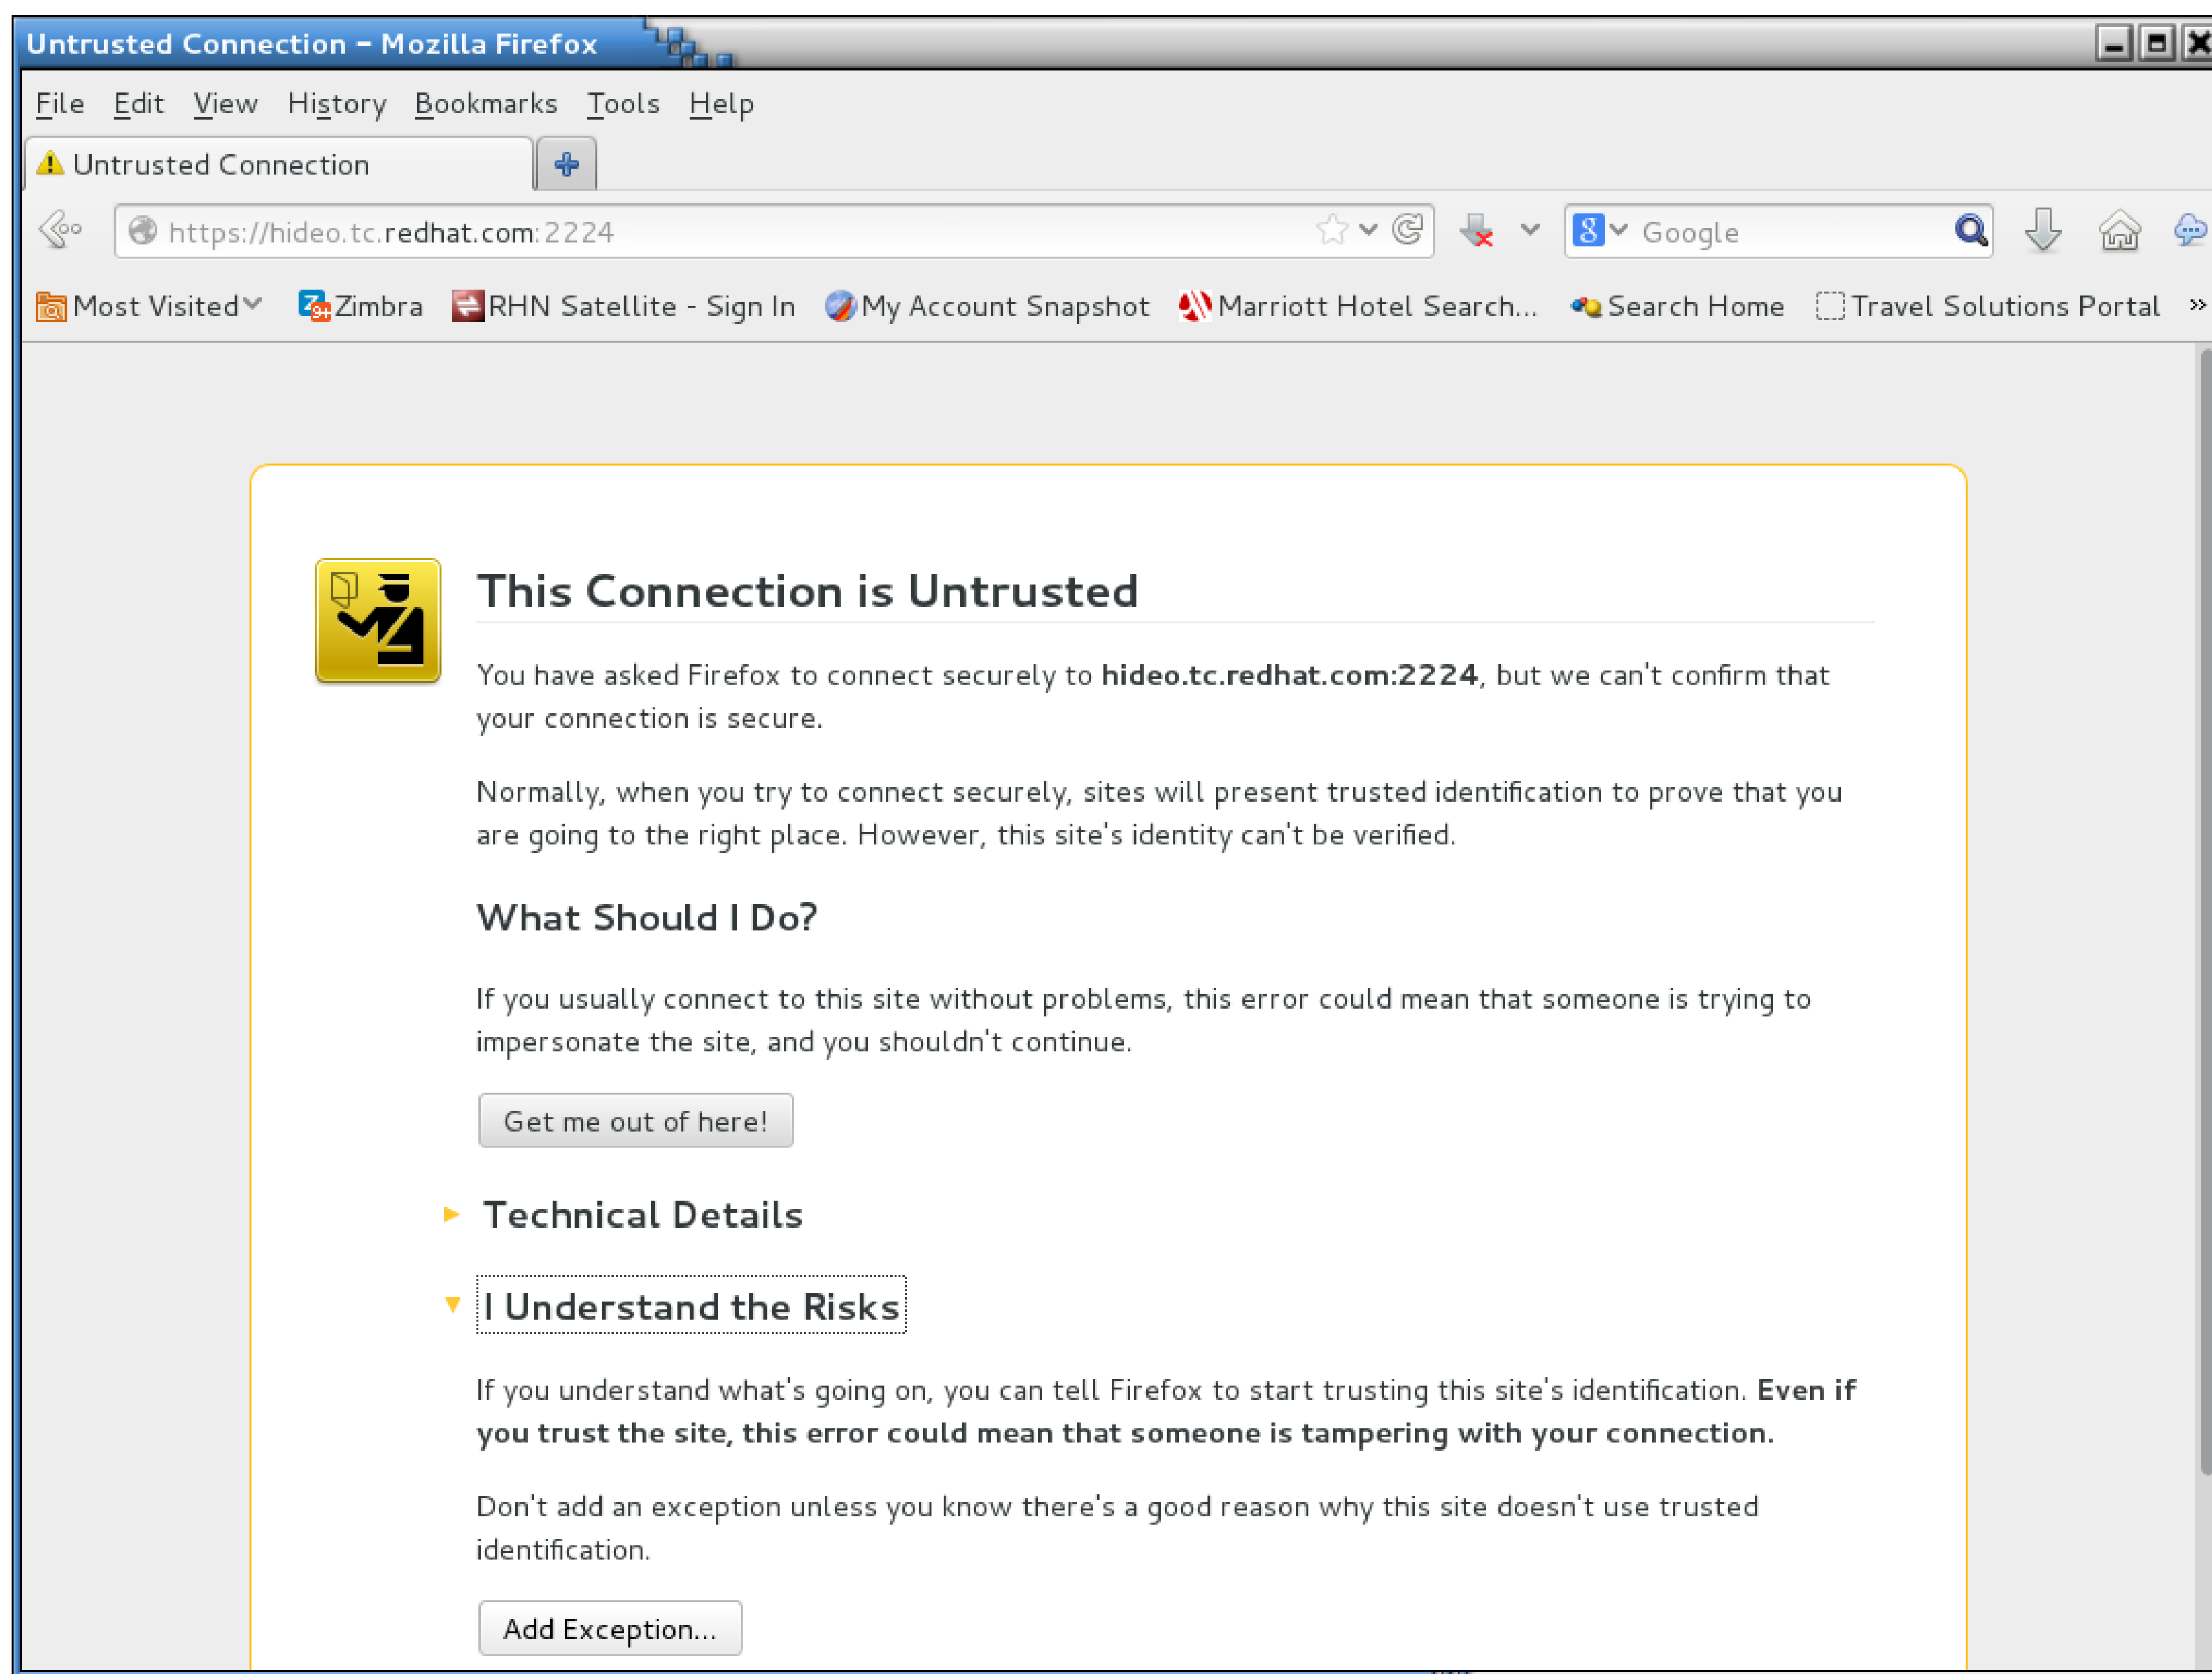 Untrusted Connection - Mozilla Firefox
File Edit View History Bookmarks Tools Help
Untrusted Connection
https://hideo.tc.redhat.com:2224
8 Google
Most Visited Zimbra RHN Satellite - Sign In My Account Snapshot Marriott Hotel Search... Search Home Travel Solutions Portal »
This Connection is Untrusted
You have asked Firefox to connect securely to hideo.tc.redhat.com:2224, but we can't confirm that
your connection is secure.
Normally, when you try to connect securely, sites will present trusted identification to prove that you
are going to the right place. However, this site's identity can't be verified.
What Should I Do?
If you usually connect to this site without problems, this error could mean that someone is trying to
impersonate the site, and you shouldn't continue.
Get me out of here!
Technical Details
I Understand the Risks
If you understand what's going on, you can tell Firefox to start trusting this site's identification. Even if
you trust the site, this error could mean that someone is tampering with your connection.
Don't add an exception unless you know there's a good reason why this site doesn't use trusted
identification.
Add Exception...